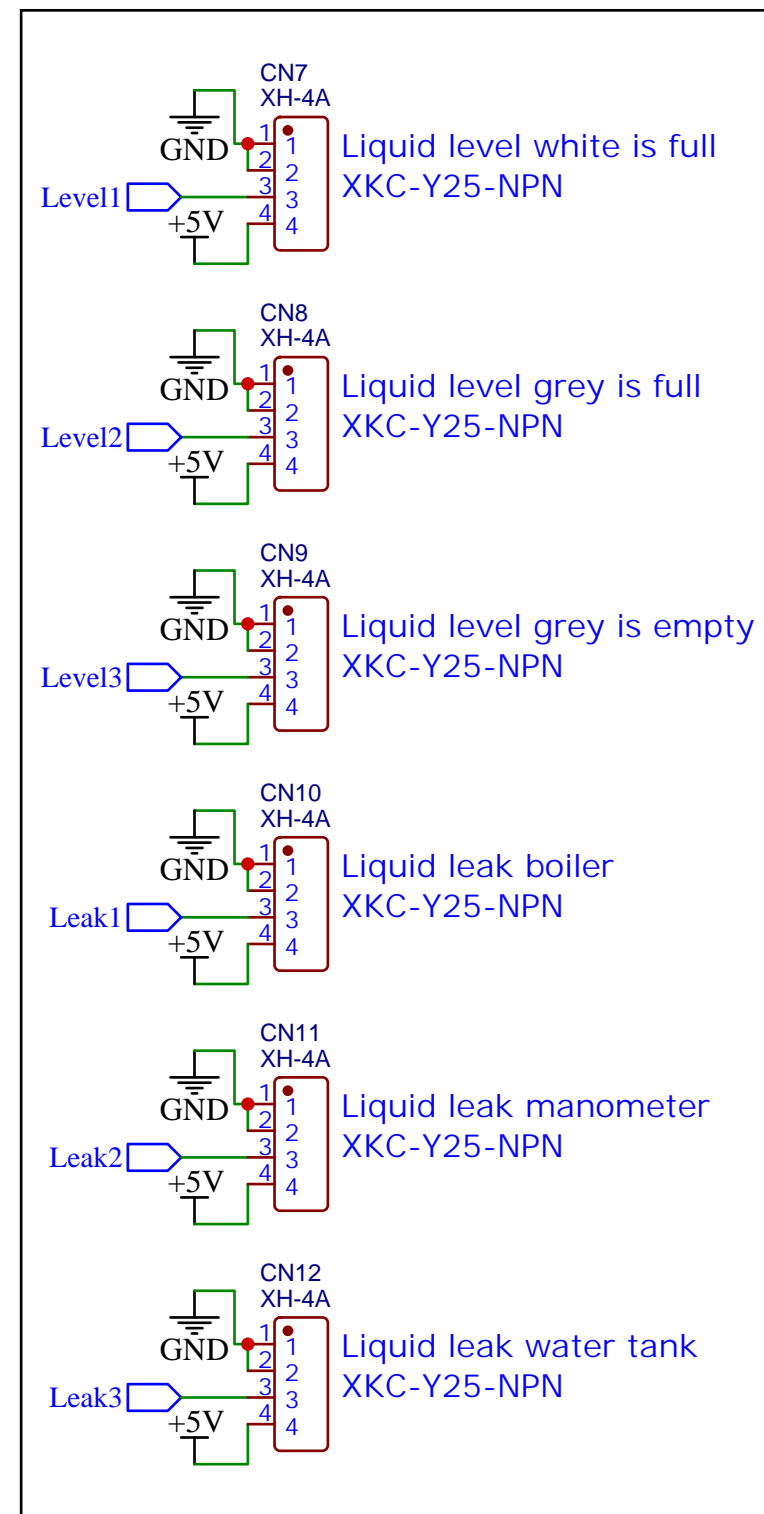 CN7
XH-4A
GND
1 1
2 2
3 3
4 4
Level1
+5V
Liquid level white is full
XKC-Y25-NPN
CN8
XH-4A
GND
1 1
2 2
3 3
4 4
Level2
+5V
Liquid level grey is full
XKC-Y25-NPN
CN9
XH-4A
GND
1 1
2 2
3 3
4 4
Level3
+5V
Liquid level grey is empty
XKC-Y25-NPN
CN10
XH-4A
GND
1 1
2 2
3 3
4 4
Leak1
+5V
Liquid leak boiler
XKC-Y25-NPN
CN11
XH-4A
GND
1 1
2 2
3 3
4 4
Leak2
+5V
Liquid leak manometer
XKC-Y25-NPN
CN12
XH-4A
GND
1 1
2 2
3 3
4 4
Leak3
+5V
Liquid leak water tank
XKC-Y25-NPN